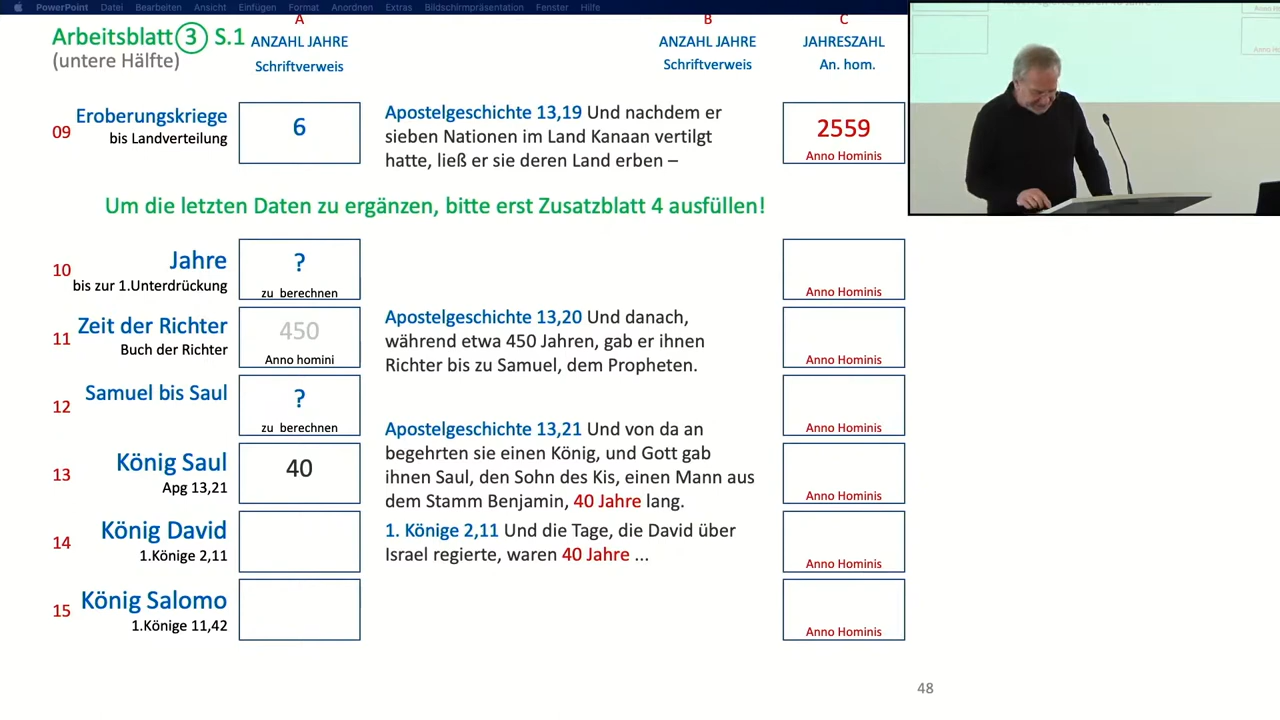 PowerPoint Datei Bearbeiten Ansicht Einfügen Format Anordnen Extras Bildschirmpräsentation Fenster Hilfe
Arbeitsblatt 3 S.1
(untere Hälfte)
A
ANZAHL JAHRE
Schriftverweis
B
ANZAHL JAHRE
Schriftverweis
C
JAHRESZAHL
An. hom.
09
Eroberungskriege
bis Landverteilung
6
Apostelgeschichte 13,19 Und nachdem er
sieben Nationen im Land Kanaan vertilgt
hatte, ließ er sie deren Land erben –
2559
Anno Hominis
Um die letzten Daten zu ergänzen, bitte erst Zusatzblatt 4 ausfüllen!
10
Jahre
bis zur 1.Unterdrückung
?
zu berechnen
Anno Hominis
11
Zeit der Richter
Buch der Richter
450
Anno homini
Apostelgeschichte 13,20 Und danach,
während etwa 450 Jahren, gab er ihnen
Richter bis zu Samuel, dem Propheten.
Anno Hominis
12
Samuel bis Saul
?
zu berechnen
Anno Hominis
13
König Saul
Apg 13,21
40
Apostelgeschichte 13,21 Und von da an
begehrten sie einen König, und Gott gab
ihnen Saul, den Sohn des Kis, einen Mann aus
dem Stamm Benjamin, 40 Jahre lang.
Anno Hominis
14
König David
1.Könige 2,11
1. Könige 2,11 Und die Tage, die David über
Israel regierte, waren 40 Jahre ...
Anno Hominis
15
König Salomo
1.Könige 11,42
Anno Hominis
48